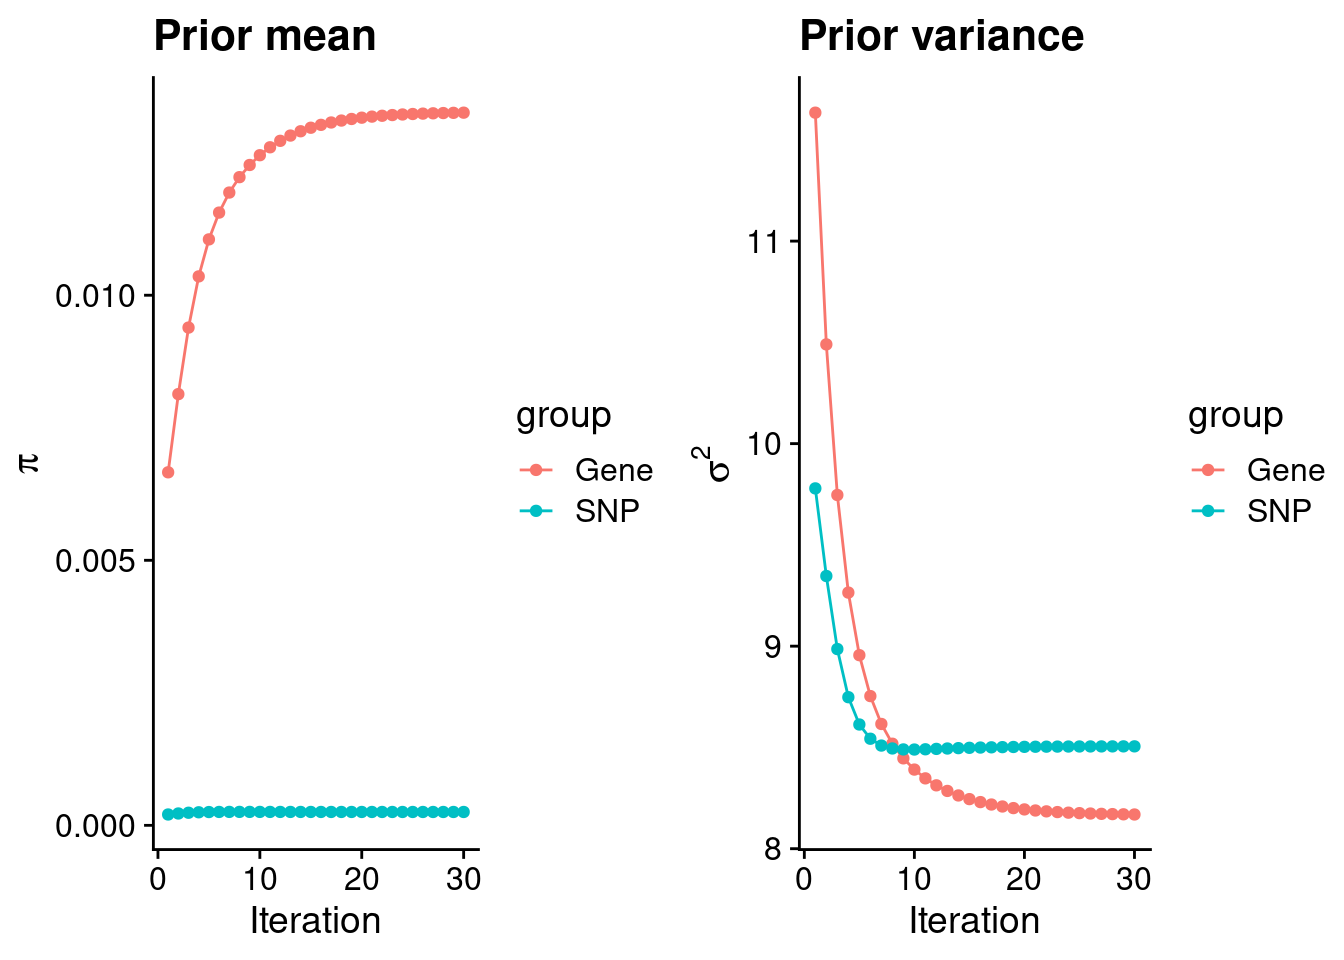 Prior mean
π
0.010
0.005
0.000
0
10
20
30
Iteration
group
Gene
SNP
Prior variance
σ²
11
10
9
8
0
10
20
30
Iteration
group
Gene
SNP